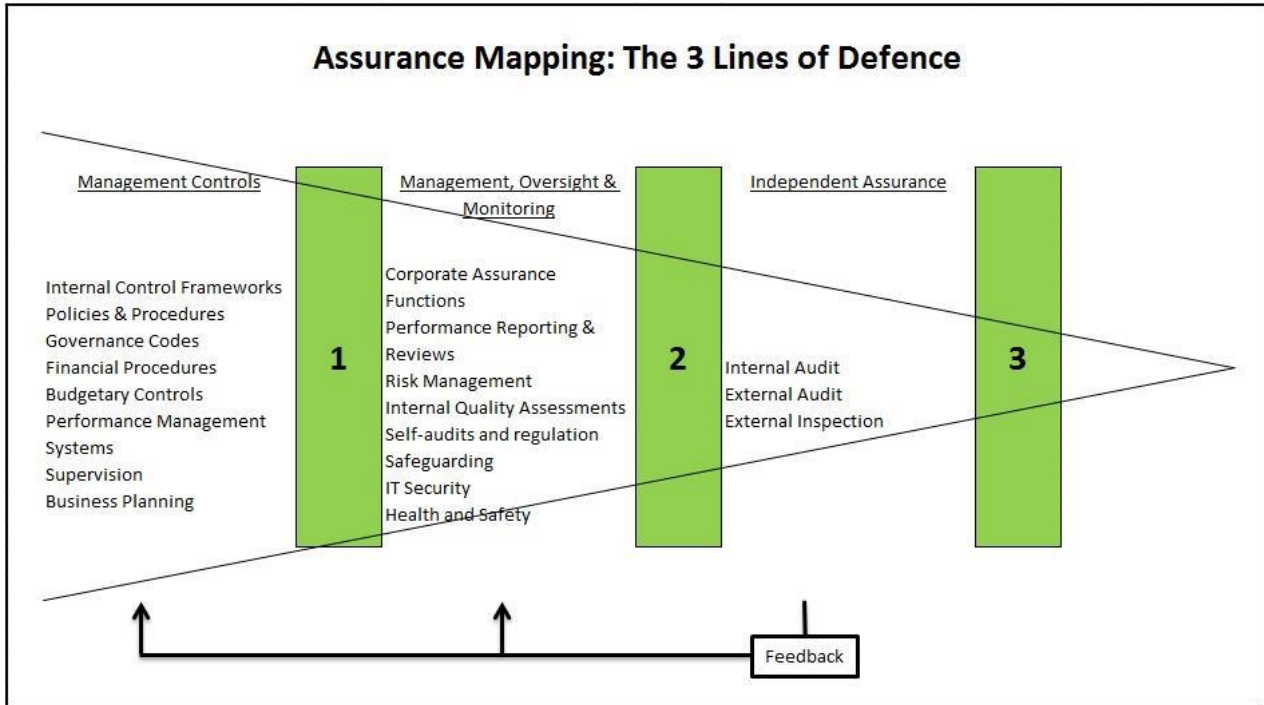 Assurance Mapping: The 3 Lines of Defence
Management Controls
Internal Control Frameworks
Policies & Procedures
Governance Codes
Financial Procedures
Budgetary Controls
Performance Management
Systems
Supervision
Business Planning
1
Management, Oversight &
Monitoring
Corporate Assurance
Functions
Performance Reporting &
Reviews
Risk Management
Internal Quality Assessments
Self-audits and regulation
Safeguarding
IT Security
Health and Safety
2
Independent Assurance
Internal Audit
External Audit
External Inspection
3
Feedback